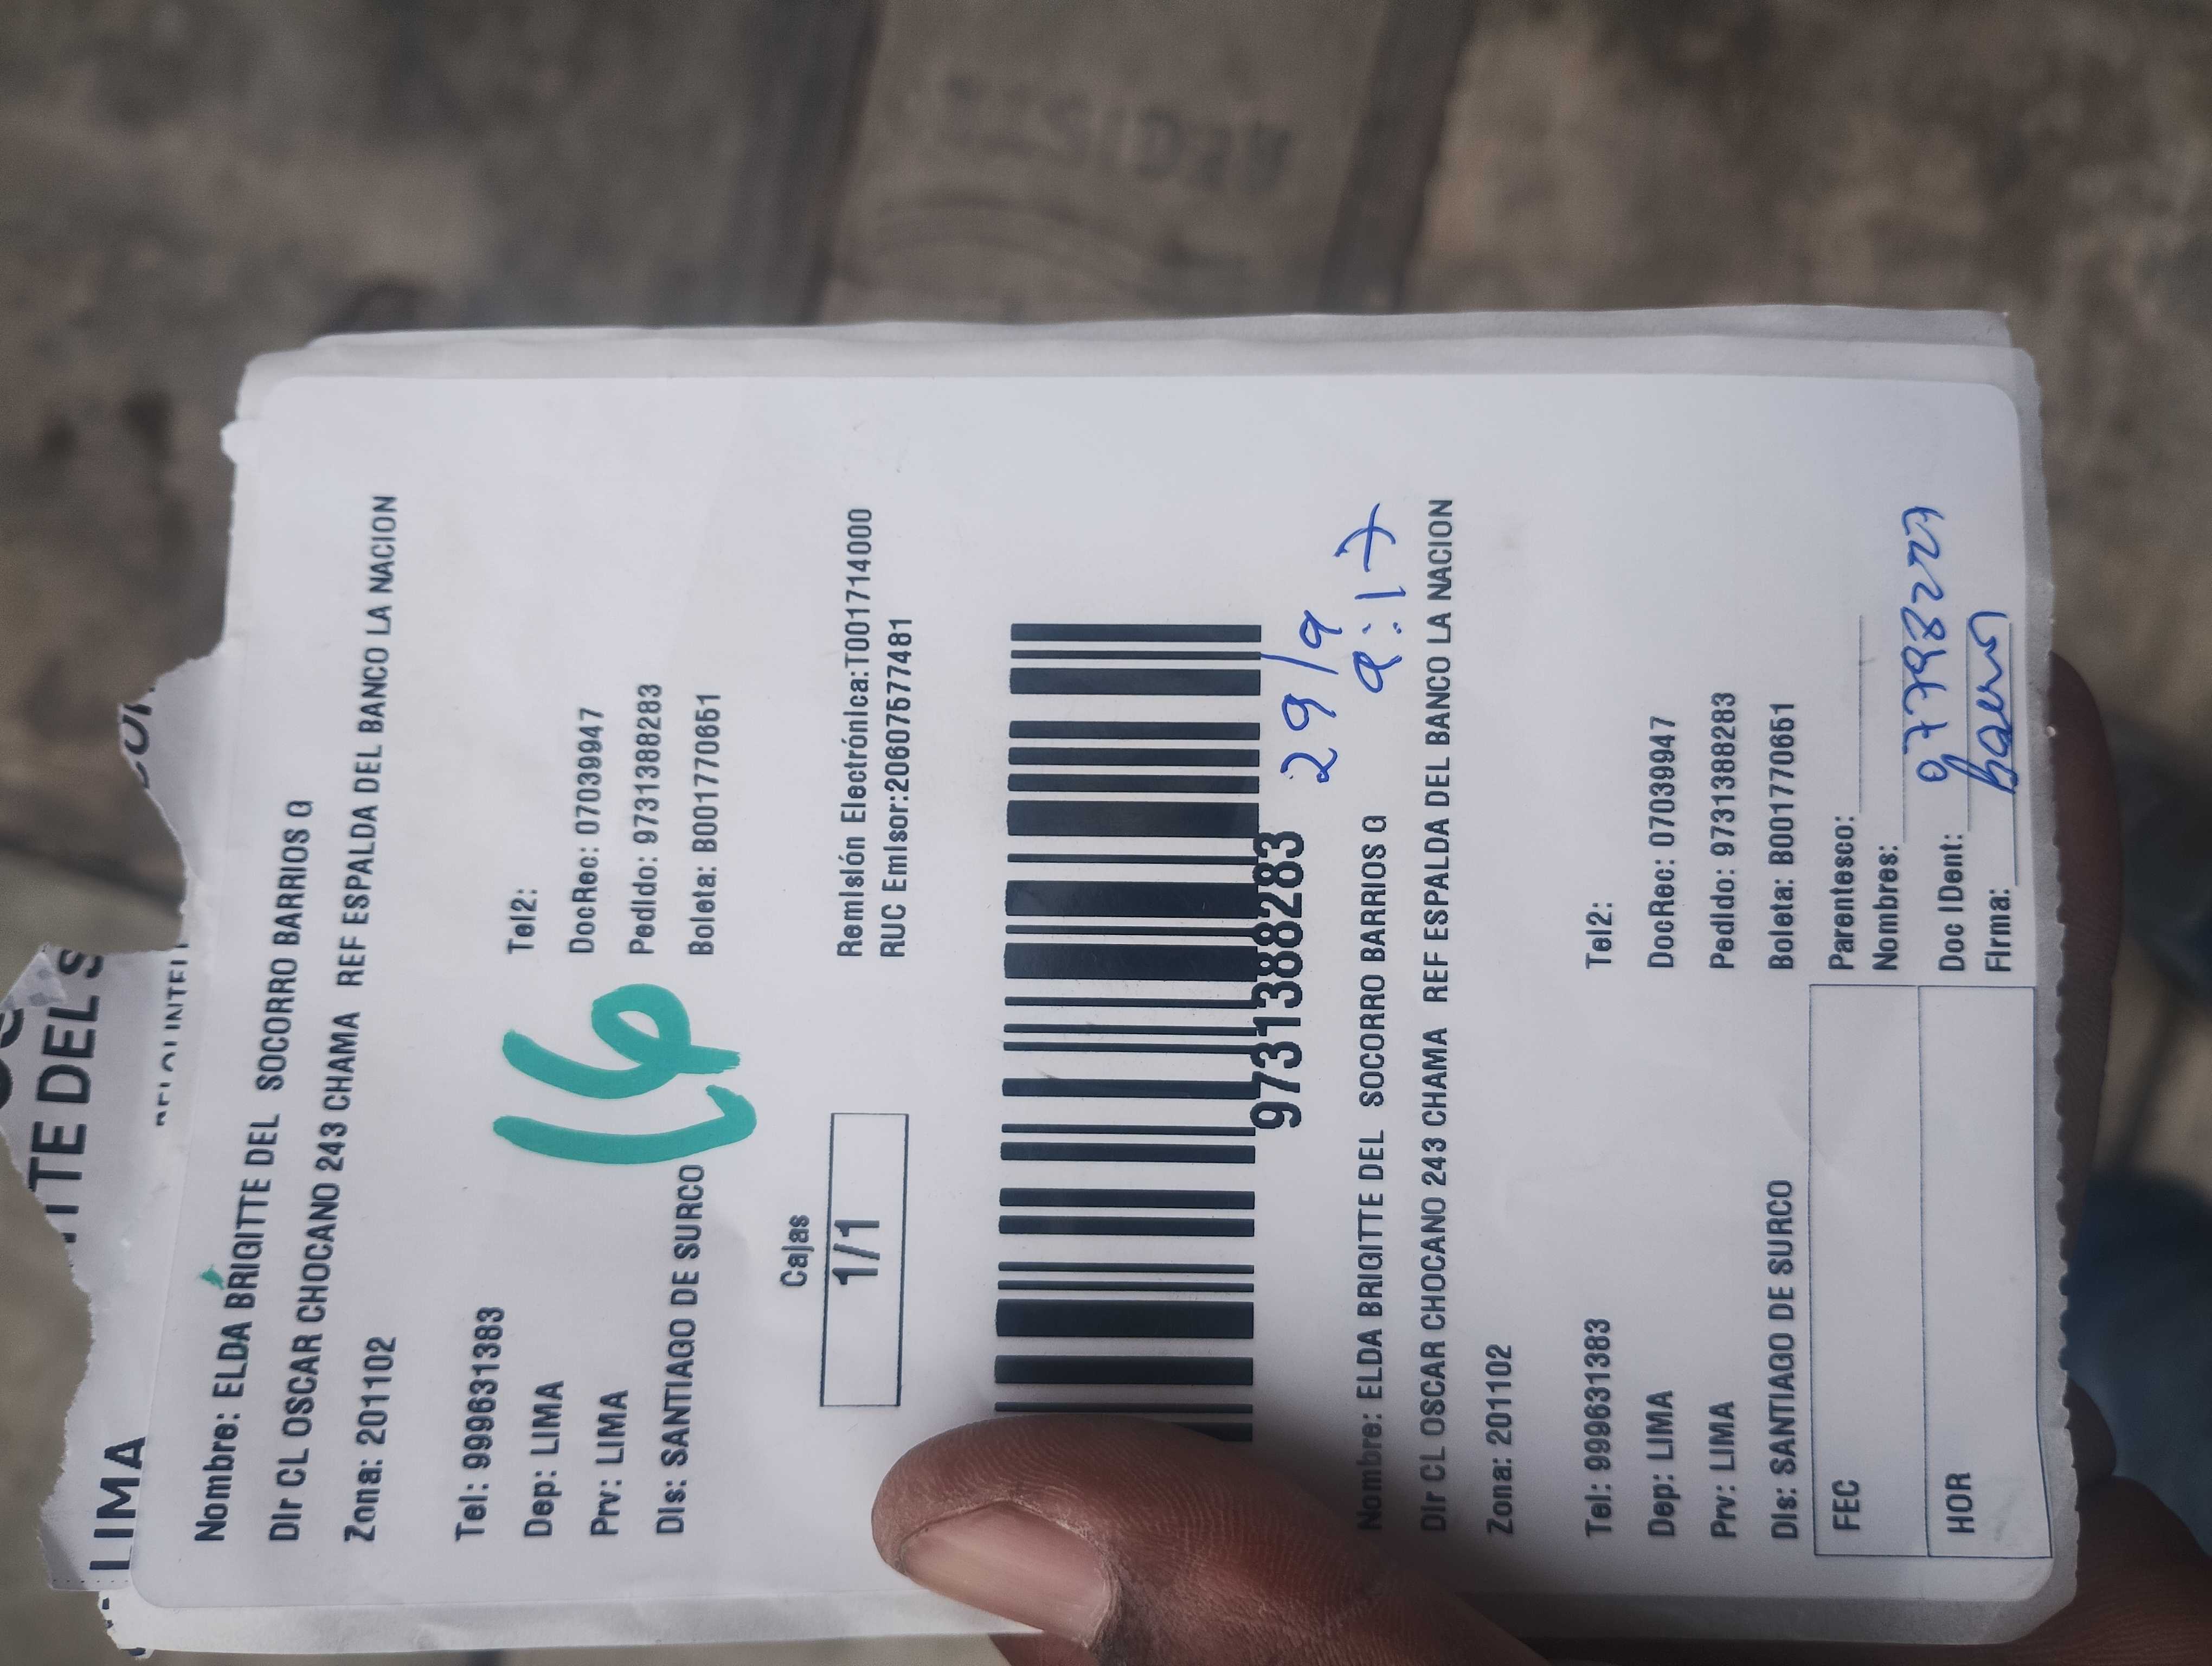 LIMA
TTE DEL S
Nombre: ELDA BRIGITTE DEL SOCORRO BARRIOS G
Dir CL OSCAR CHOCANO 243 CHAMA REF ESPALDA DEL BANCO LA NACION
Zona: 201102
Tel: 999631383
Tel2:
Dep: LIMA
DocRec: 07039947
Prv: LIMA
Pedido: 9731388283
Dis: SANTIAGO DE SURCO
Boleta: B001770651
16
Cajas
1/1
Remisión Electrónica:T001714000
RUC Emisor:20607577481
9731388283
29/9
9:17
Nombre: ELDA BRIGITTE DEL SOCORRO BARRIOS G
Dir CL OSCAR CHOCANO 243 CHAMA REF ESPALDA DEL BANCO LA NACION
Zona: 201102
Tel: 999631383
Tel2:
Dep: LIMA
DocRec: 07039947
Prv: LIMA
Pedido: 9731388283
Dis: SANTIAGO DE SURCO
Boleta: B001770651
FEC
HOR
Parentesco:
Nombres:
Doc IDent:
Firma: